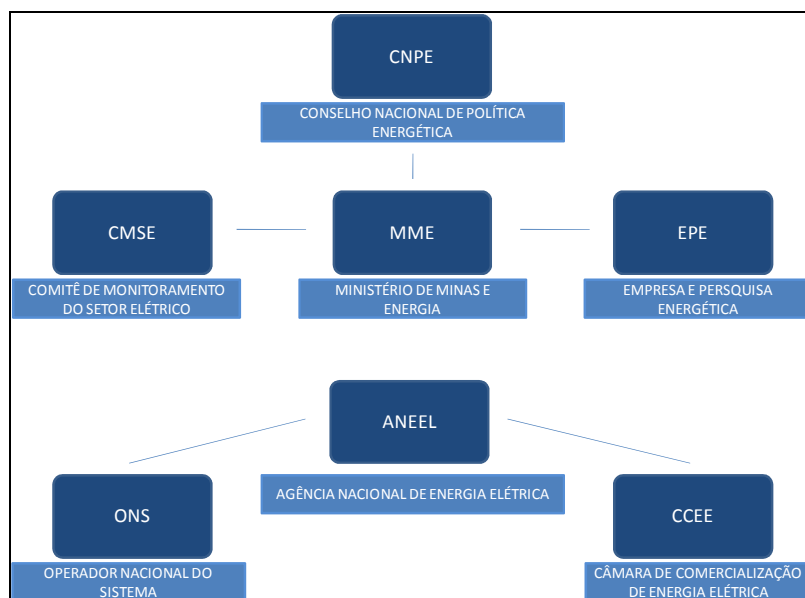 CNPE
CONSELHO NACIONAL DE POLÍTICA
ENERGÉTICA
CMSE
COMITÊ DE MONITORAMENTO
DO SETOR ELÉTRICO
MME
MINISTÉRIO DE MINAS E
ENERGIA
EPE
EMPRESA E PERSQUISA
ENERGÉTICA
ANEEL
AGÊNCIA NACIONAL DE ENERGIA ELÉTRICA
ONS
OPERADOR NACIONAL DO
SISTEMA
CCEE
CÂMARA DE COMERCIALIZAÇÃO
DE ENERGIA ELÉTRICA